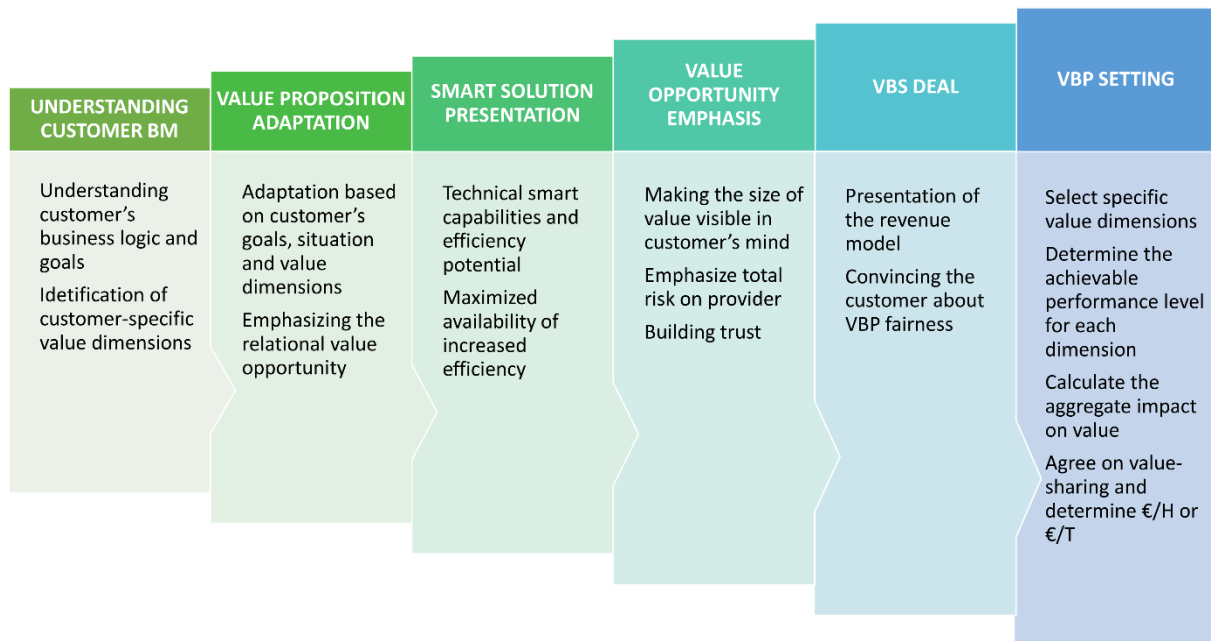 UNDERSTANDING
CUSTOMER BM
Understanding
customer's
business logic and
goals
Idetification of
customer-specific
value dimensions
VALUE PROPOSITION
ADAPTATION
Adaptation based
on customer's
goals, situation
and value
dimensions
Emphasizing the
relational value
opportunity
SMART SOLUTION
PRESENTATION
Technical smart
capabilities and
efficiency
potential
Maximized
availability of
increased
efficiency
VALUE
OPPORTUNITY
EMPHASIS
Making the size of
value visible in
customer's mind
Emphasize total
risk on provider
Building trust
VBS DEAL
Presentation of
the revenue
model
Convincing the
customer about
VBP fairness
VBP SETTING
Select specific
value dimensions
Determine the
achievable
performance level
for each
dimension
Calculate the
aggregate impact
on value
Agree on value-
sharing and
determine €/H or
€/T